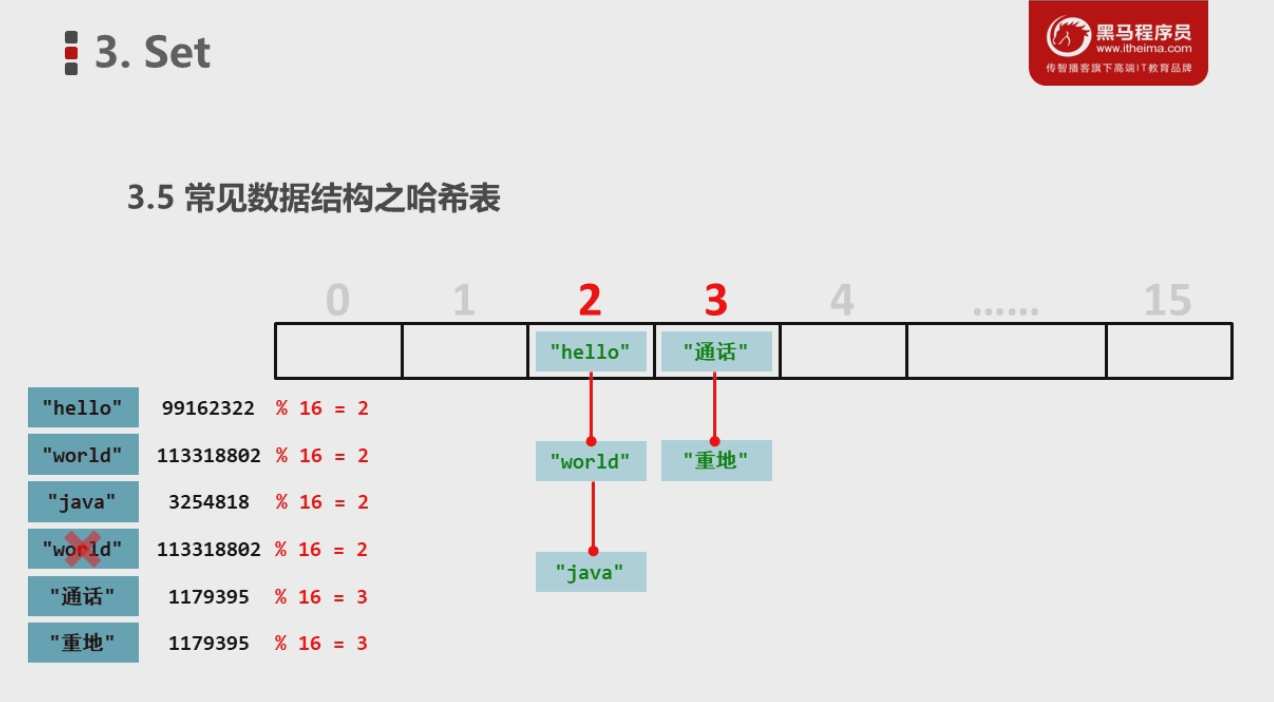 3. Set
黑马程序员
www.itheima.com
传智播客旗下高端IT教育品牌
3.5 常见数据结构之哈希表
0 1 2 3 4 …… 15
"hello" "通话"
"hello" 99162322 % 16 = 2
"world" 113318802 % 16 = 2
"world" "重地"
"java" 3254818 % 16 = 2
"world" 113318802 % 16 = 2
"java"
"通话" 1179395 % 16 = 3
"重地" 1179395 % 16 = 3